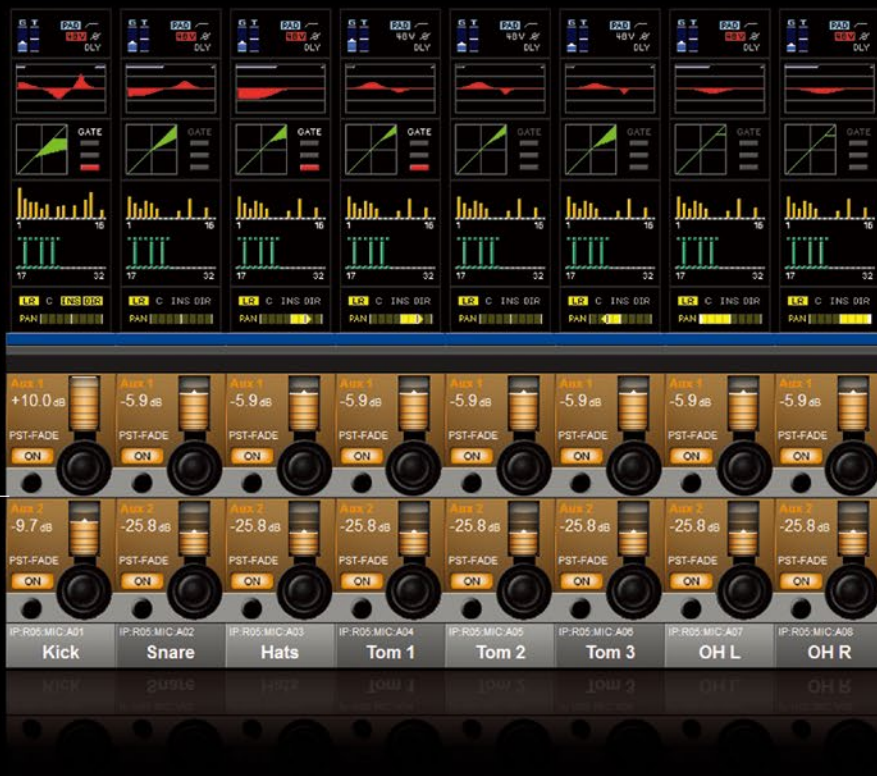 G T PAD G T PAD G T PAD G T PAD G T PAD G T PAD G T PAD G T PAD
48V 48V 48V 48V 48V 48V 48V 48V
DLY DLY DLY DLY DLY DLY DLY DLY
GATE GATE GATE GATE GATE GATE GATE GATE
1 16 1 16 1 16 1 16 1 16 1 16 1 16 1 16
17 32 17 32 17 32 17 32 17 32 17 32 17 32 17 32
LR C INS DIR LR C INS DIR LR C INS DIR LR C INS DIR LR C INS DIR LR C INS DIR LR C INS DIR LR C INS DIR
PAN PAN PAN PAN PAN PAN PAN PAN
Aux 1 Aux 1 Aux 1 Aux 1 Aux 1 Aux 1 Aux 1 Aux 1
+10.0 dB -5.9 dB -5.9 dB -5.9 dB -5.9 dB -5.9 dB -5.9 dB -5.9 dB
PST-FADE PST-FADE PST-FADE PST-FADE PST-FADE PST-FADE PST-FADE PST-FADE
ON ON ON ON ON ON ON ON
Aux 2 Aux 2 Aux 2 Aux 2 Aux 2 Aux 2 Aux 2 Aux 2
-9.7 dB -25.8 dB -25.8 dB -25.8 dB -25.8 dB -25.8 dB -25.8 dB -25.8 dB
PST-FADE PST-FADE PST-FADE PST-FADE PST-FADE PST-FADE PST-FADE PST-FADE
ON ON ON ON ON ON ON ON
IP:R05:MIC:A01 IP:R05:MIC:A02 IP:R05:MIC:A03 IP:R05:MIC:A04 IP:R05:MIC:A05 IP:R05:MIC:A06 IP:R05:MIC:A07 IP:R05:MIC:A08
Kick Snare Hats Tom 1 Tom 2 Tom 3 OH L OH R